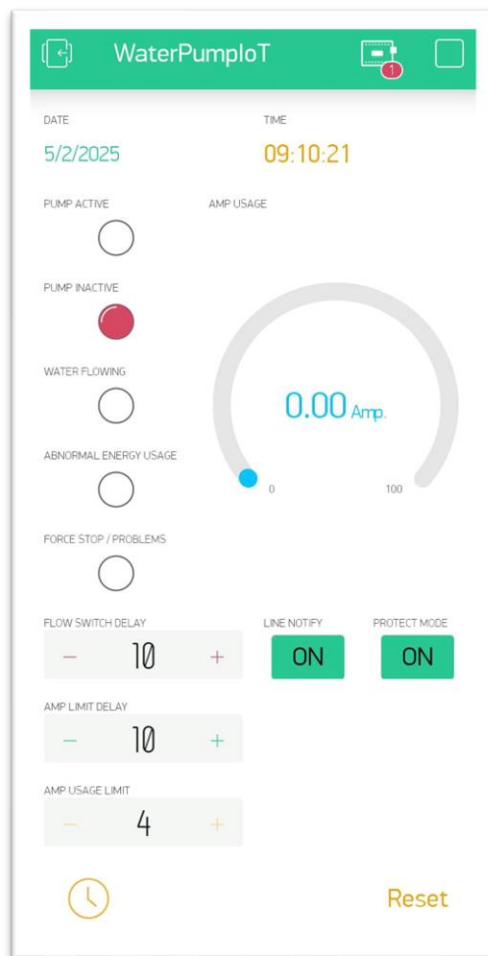 WaterPumpIoT
1
DATE
TIME
5/2/2025
09:10:21
PUMP ACTIVE
AMP USAGE
PUMP INACTIVE
WATER FLOWING
0.00 Amp.
ABNORMAL ENERGY USAGE
0
100
FORCE STOP / PROBLEMS
FLOW SWITCH DELAY
LINE NOTIFY
PROTECT MODE
- 10 +
ON
ON
AMP LIMIT DELAY
- 10 +
AMP USAGE LIMIT
- 4 +
Reset